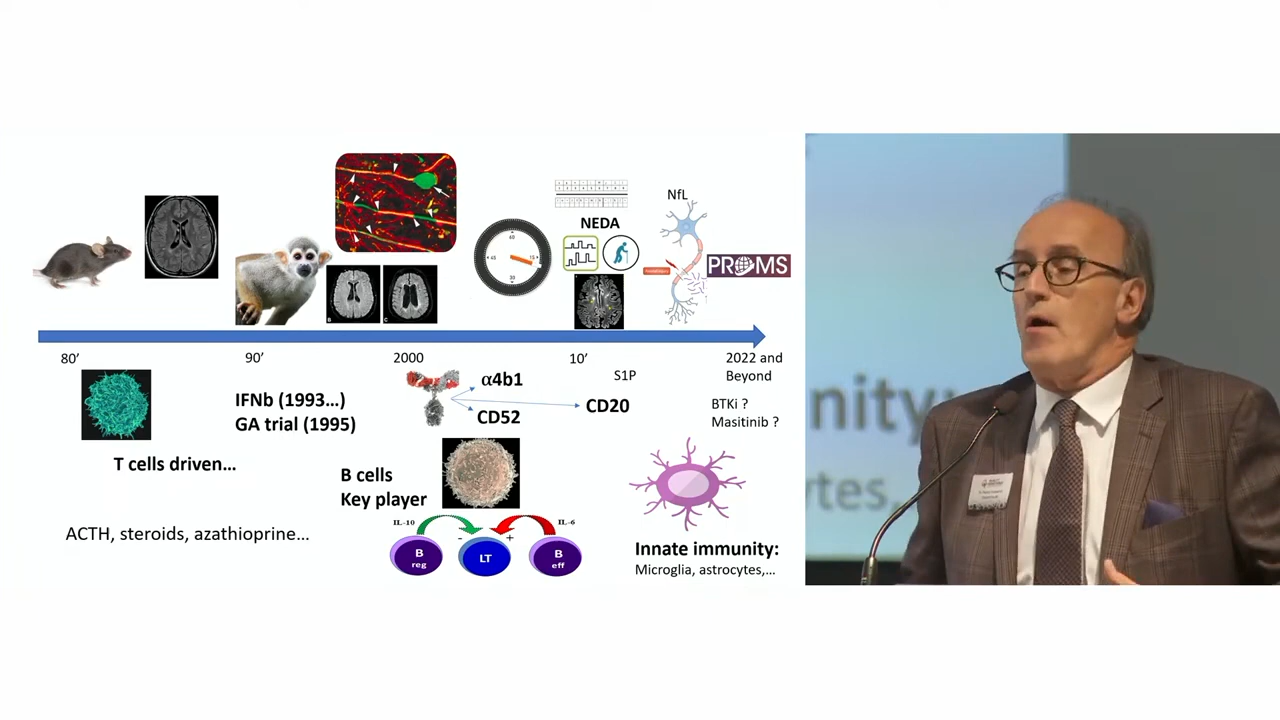 NfL
NEDA
PROMS
80’
90’
2000
10’
2022 and
Beyond
S1P
IFNb (1993…)
GA trial (1995)
α4b1
CD52
CD20
BTKi ?
Masitinib ?
T cells driven…
B cells
Key player
ACTH, steroids, azathioprine…
IL-10
IL-6
-
+
B
reg
LT
B
eff
Innate immunity:
Microglia, astrocytes,…
nity
tes,